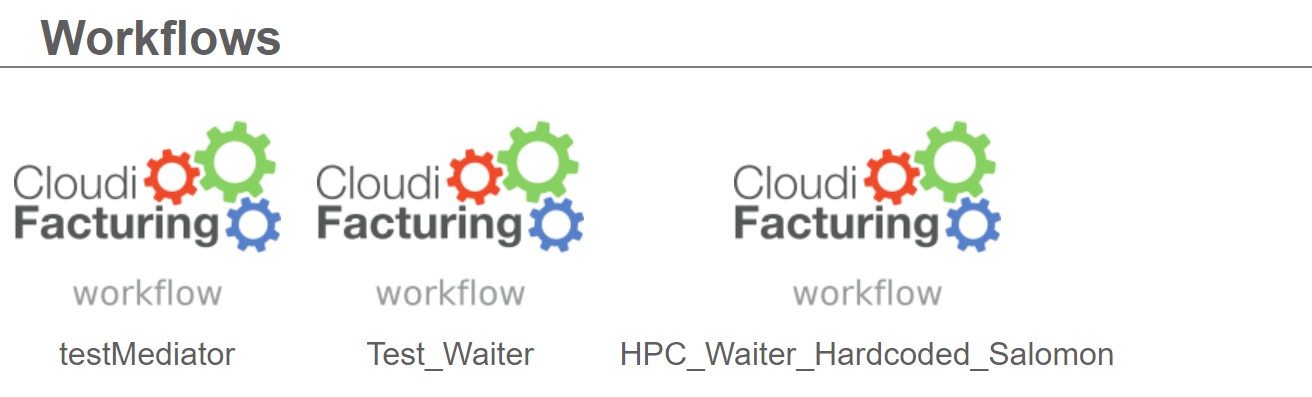 Workflows
Cloudi
Facturing
workflow
testMediator
Cloudi
Facturing
workflow
Test_Waiter
Cloudi
Facturing
workflow
HPC_Waiter_Hardcoded_Salomon